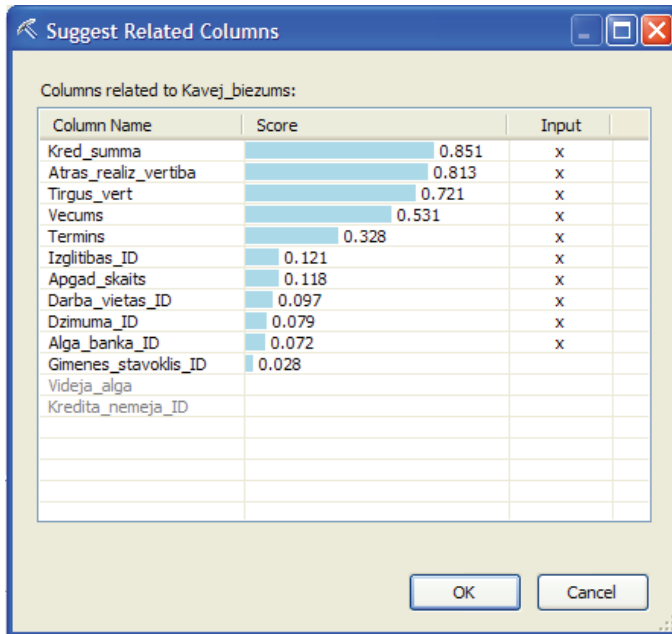 Suggest Related Columns
Columns related to Kavej_biezums:
Column Name Score Input
Kred_summa 0.851 x
Atras_realiz_vertiba 0.813 x
Tirgus_vert 0.721 x
Vecums 0.531 x
Termins 0.328 x
Izglitibas_ID 0.121 x
Apgad_skaits 0.118 x
Darba_vietas_ID 0.097 x
Dzimuma_ID 0.079 x
Alga_banka_ID 0.072 x
Gimenes_stavoklis_ID 0.028
Videja_alga
Kredita_nemeja_ID
OK Cancel